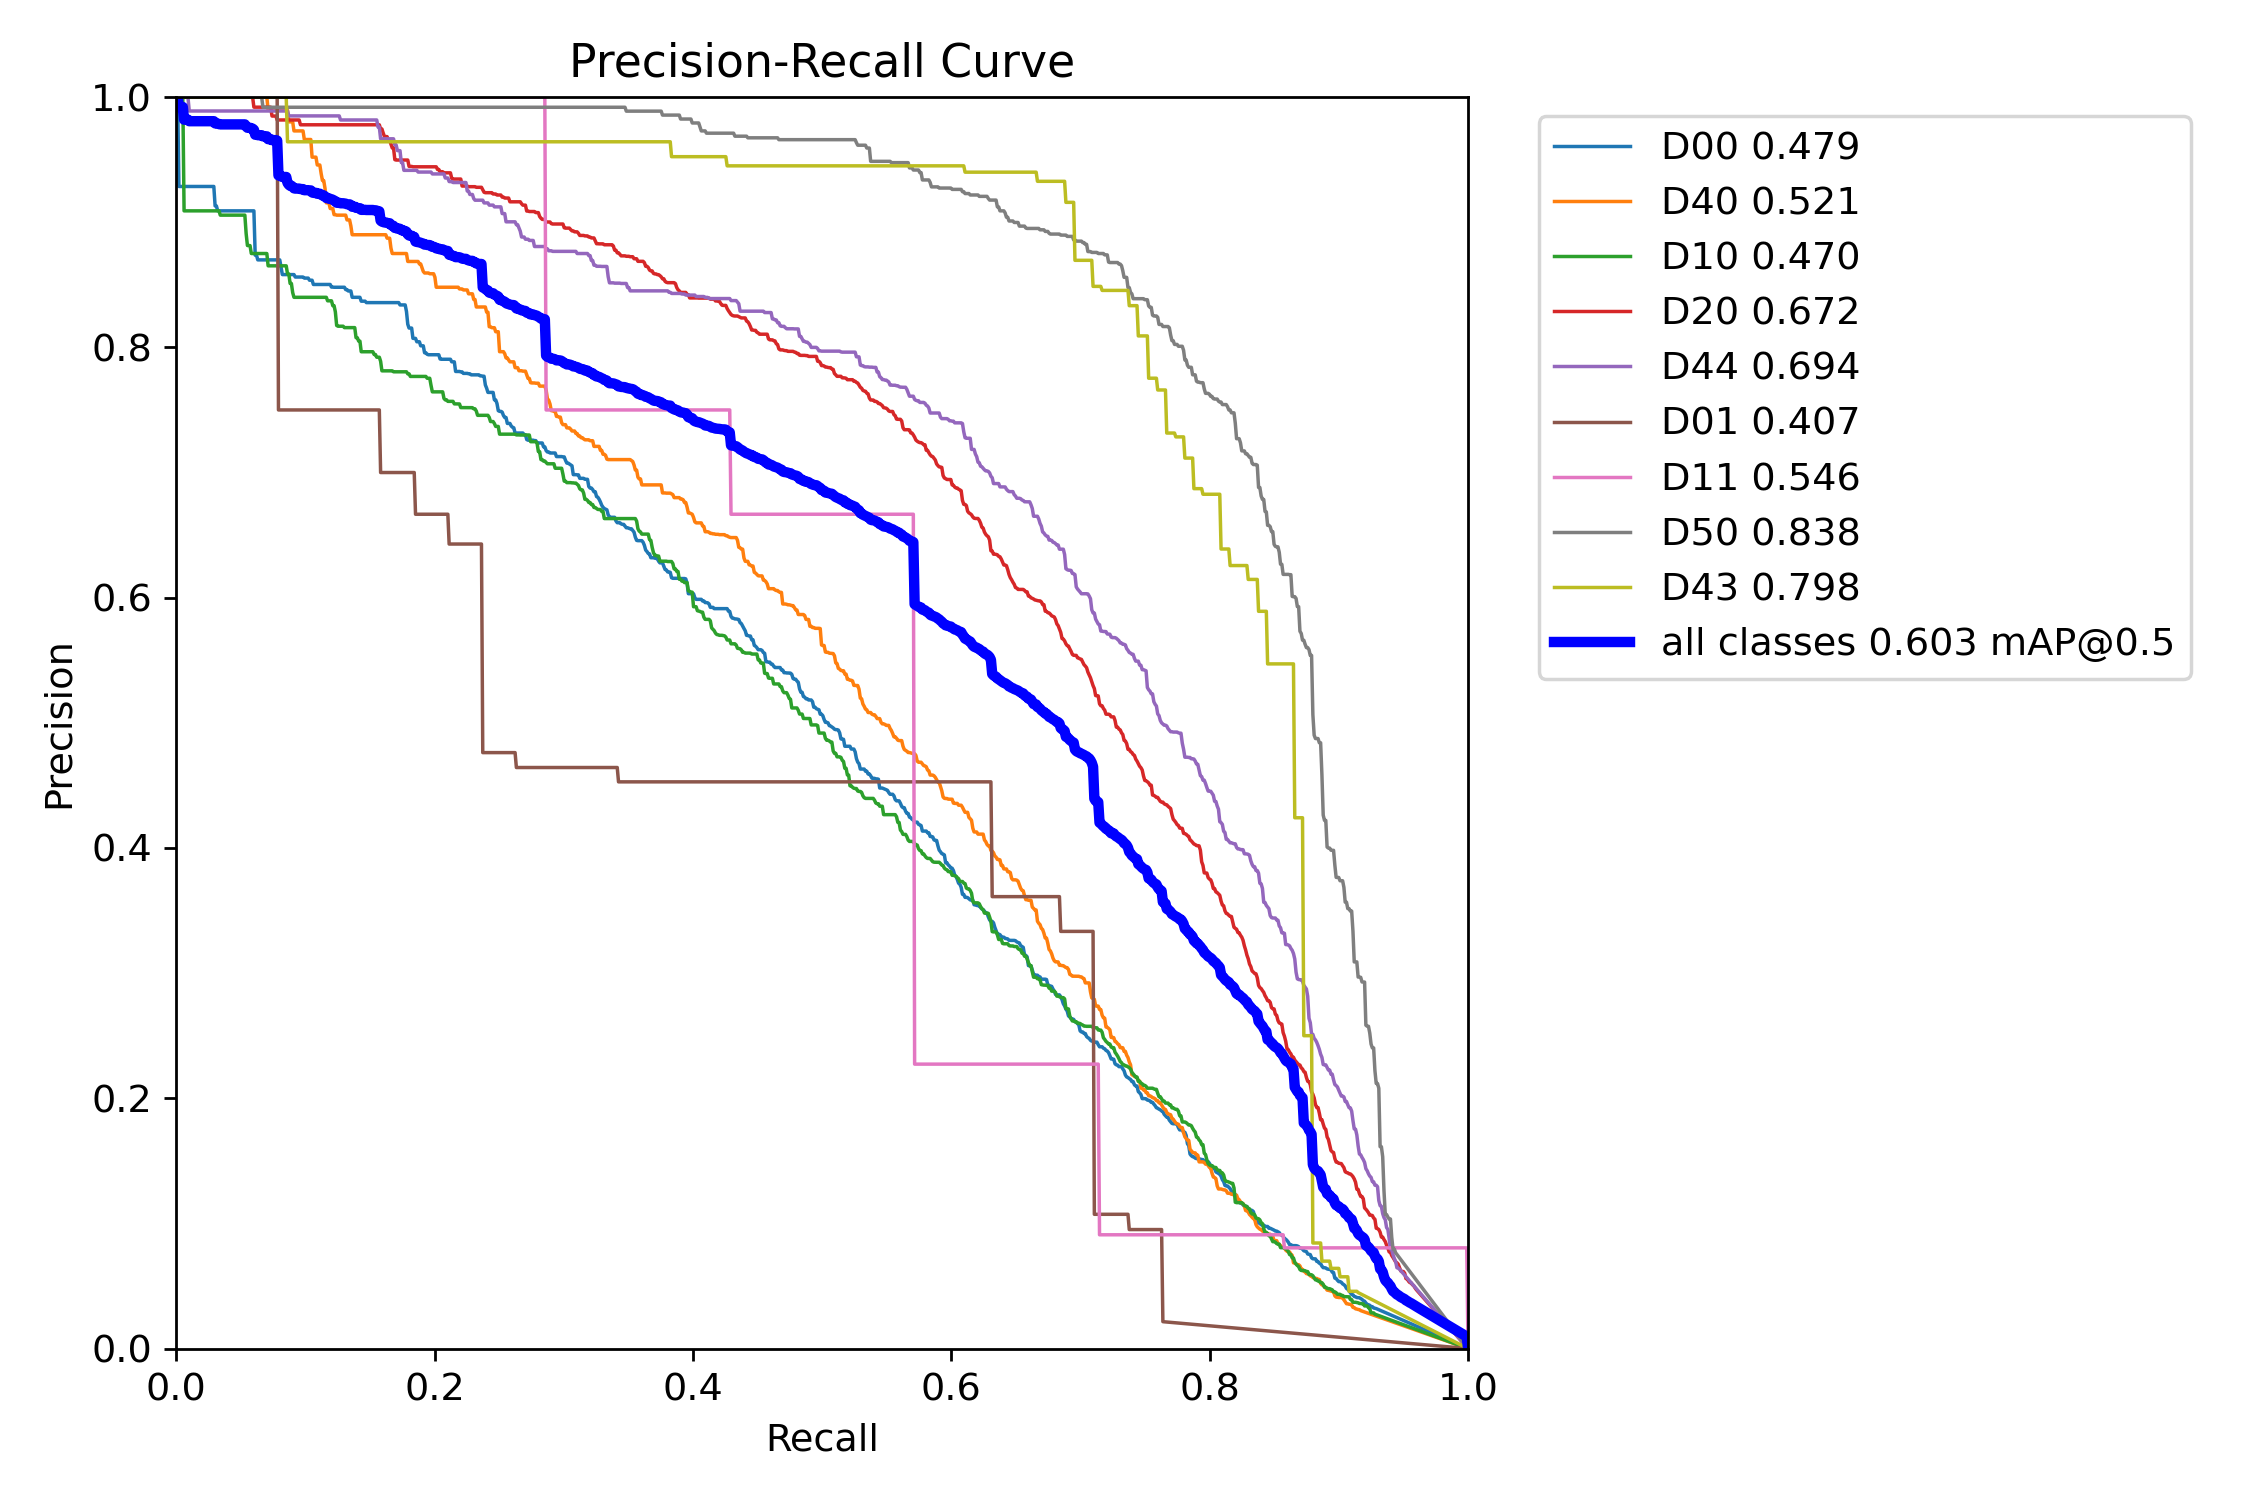 Precision-Recall Curve
1.0
0.8
0.6
0.4
0.2
0.0
Precision
0.0 0.2 0.4 0.6 0.8 1.0
Recall
D00 0.479
D40 0.521
D10 0.470
D20 0.672
D44 0.694
D01 0.407
D11 0.546
D50 0.838
D43 0.798
all classes 0.603 mAP@0.5